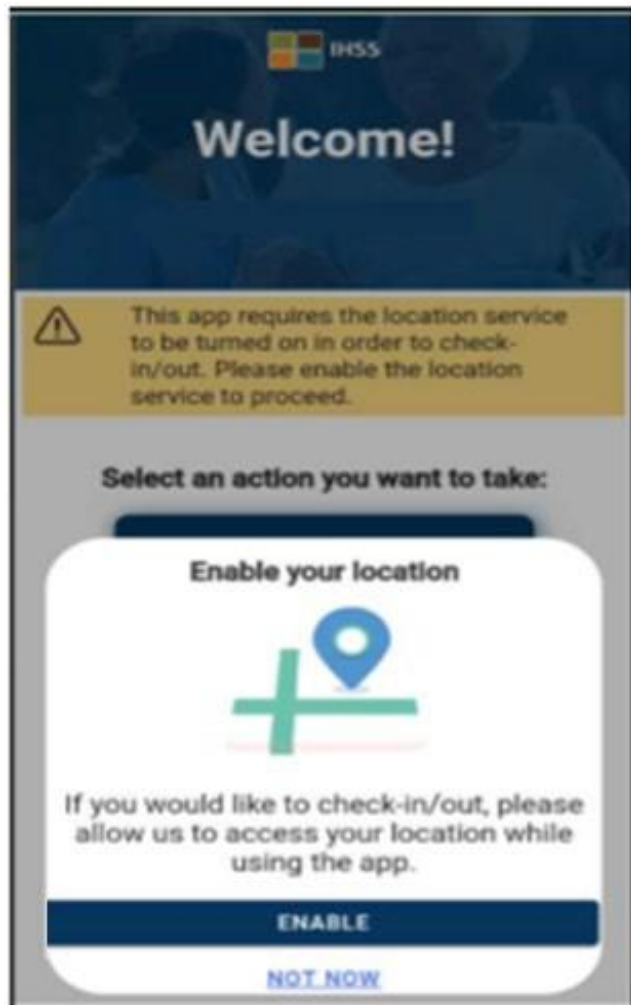 IHSS
Welcome!
This app requires the location service
to be turned on in order to check-
in/out. Please enable the location
service to proceed.
Select an action you want to take:
Enable your location
If you would like to check-in/out, please
allow us to access your location while
using the app.
ENABLE
NOT NOW